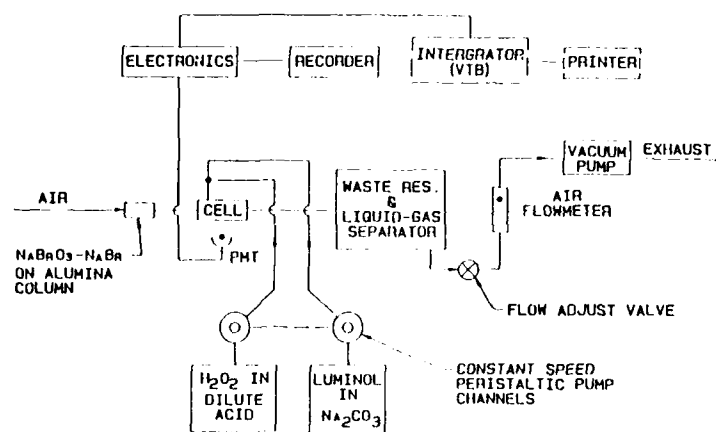 ELECTRONICS
RECORDER
INTERGRATOR
(VTB)
PRINTER
VACUUM
PUMP
EXHAUST
AIR
CELL
WASTE RES.
&
LIQUID-GAS
SEPARATOR
AIR
FLOWMETER
NABRO3-NABR
ON ALUMINA
COLUMN
PMT
FLOW ADJUST VALVE
H2O2 IN
DILUTE
ACID
LUMINOL
IN
NA2CO3
CONSTANT SPEED
PERISTALTIC PUMP
CHANNELS